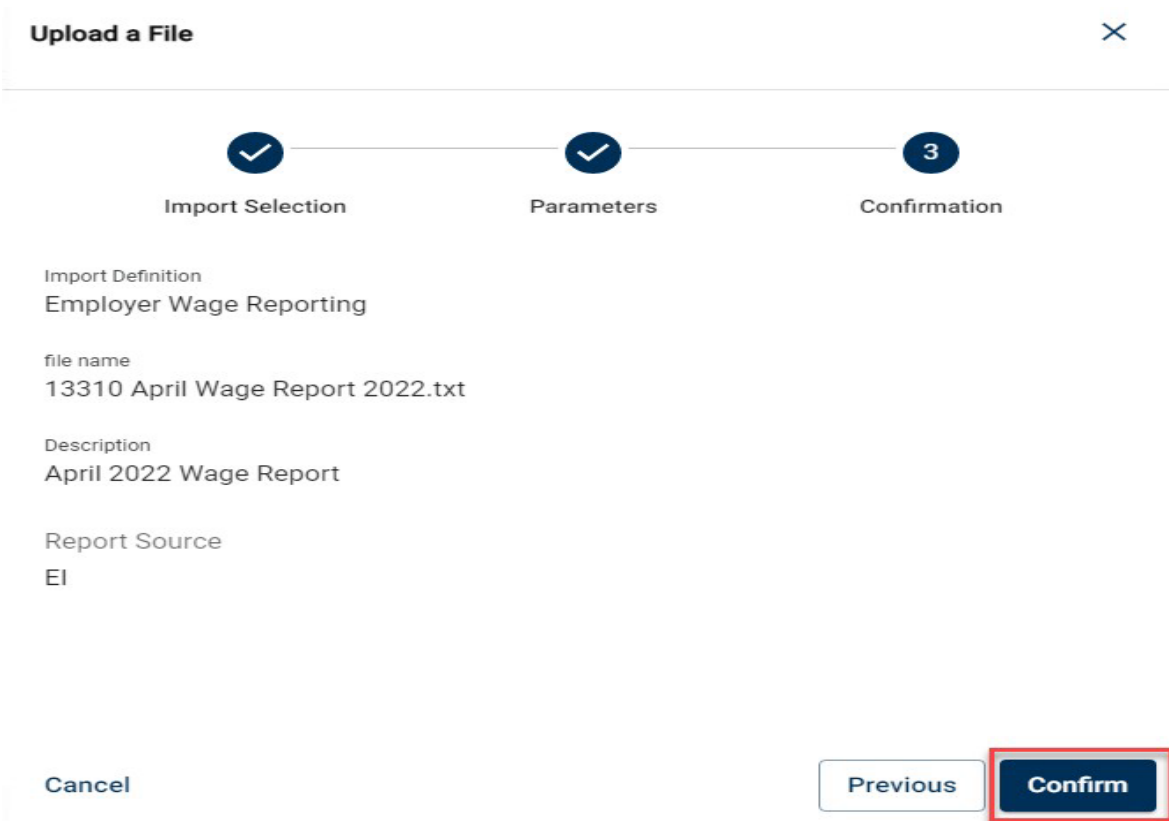 Upload a File
3
Import Selection Parameters Confirmation
Import Definition
Employer Wage Reporting
file name
13310 April Wage Report 2022.txt
Description
April 2022 Wage Report
Report Source
EI
Cancel Previous Confirm